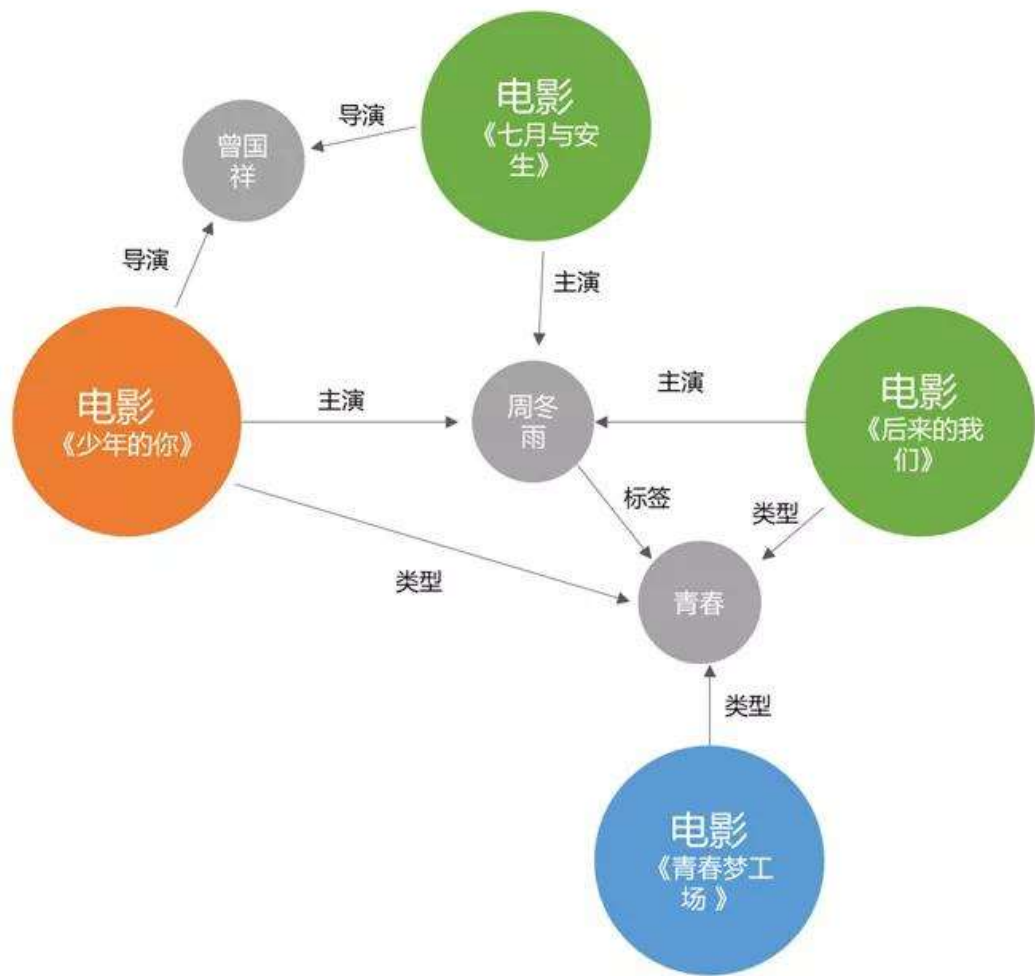 电影
《七月与安
生》
导演
曾国
祥
导演
主演
电影
《少年的你》
主演
周冬
雨
主演
电影
《后来的我
们》
标签
类型
类型
青春
类型
电影
《青春梦工
场 》